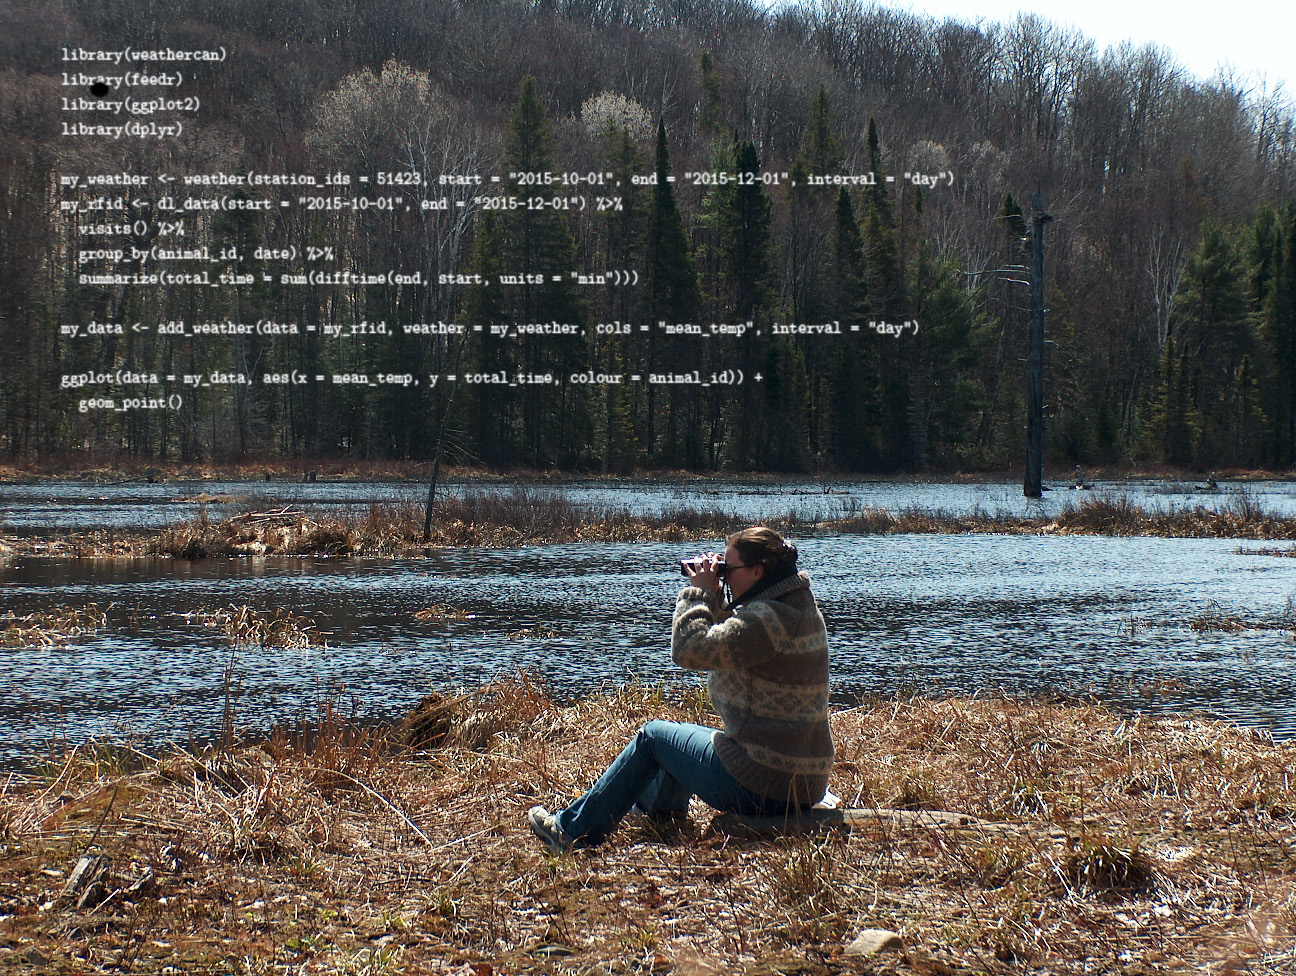 library(weathercan)
library(feedr)
library(ggplot2)
library(dplyr)
my_weather <- weather(station_ids = 51423, start = "2015-10-01", end = "2015-12-01", interval = "day")
my_rfid <- dl_data(start = "2015-10-01", end = "2015-12-01") %>%
  visits() %>%
  group_by(animal_id, date) %>%
  summarize(total_time = sum(difftime(end, start, units = "min")))
my_data <- add_weather(data = my_rfid, weather = my_weather, cols = "mean_temp", interval = "day")
ggplot(data = my_data, aes(x = mean_temp, y = total_time, colour = animal_id)) +
  geom_point()